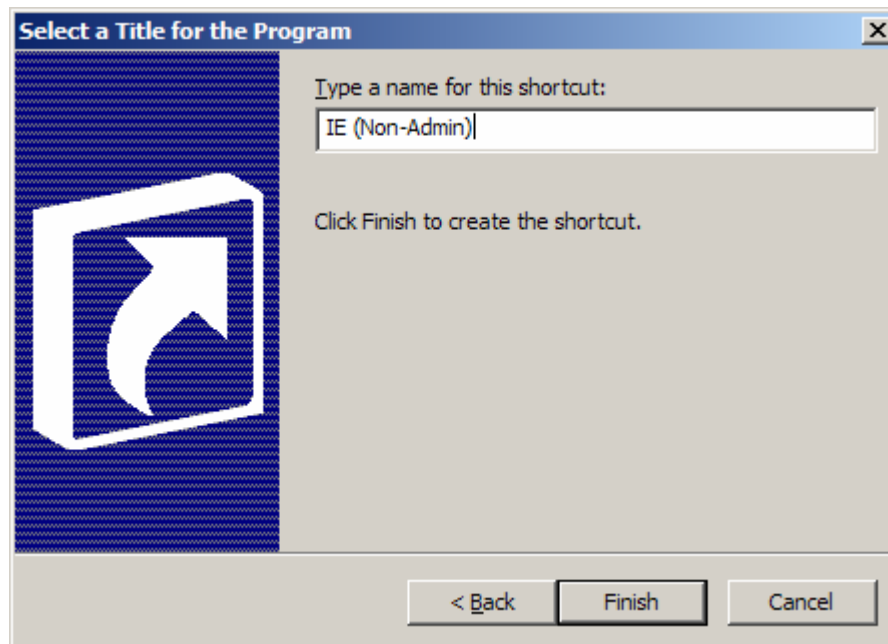 Select a Title for the Program
Type a name for this shortcut:
IE (Non-Admin)
Click Finish to create the shortcut.
< Back
Finish
Cancel